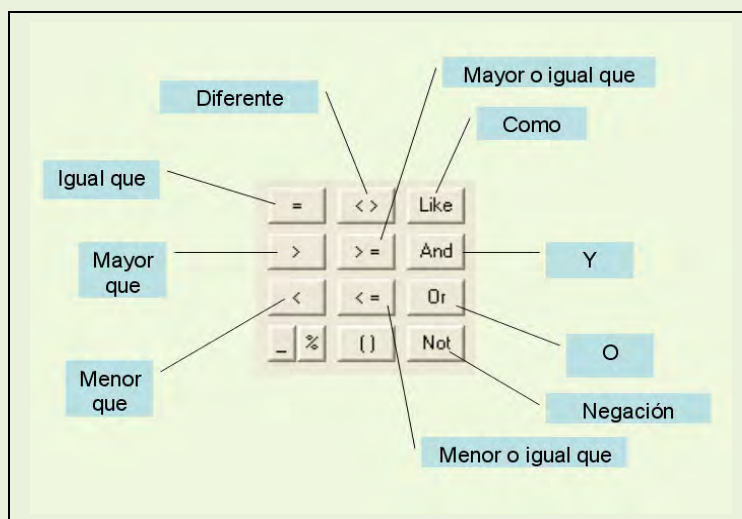 Mayor o igual que
Diferente
Como
Igual que
= <> Like
Mayor
que
> >= And
Y
< <= Or
O
_ % () Not
Menor
que
Negación
Menor o igual que